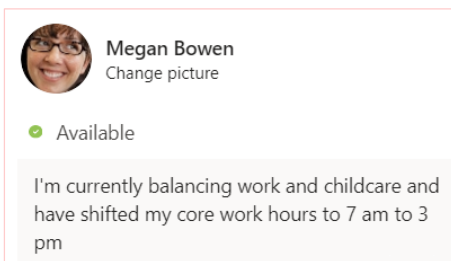 Megan Bowen
Change picture
Available
I'm currently balancing work and childcare and
have shifted my core work hours to 7 am to 3
pm